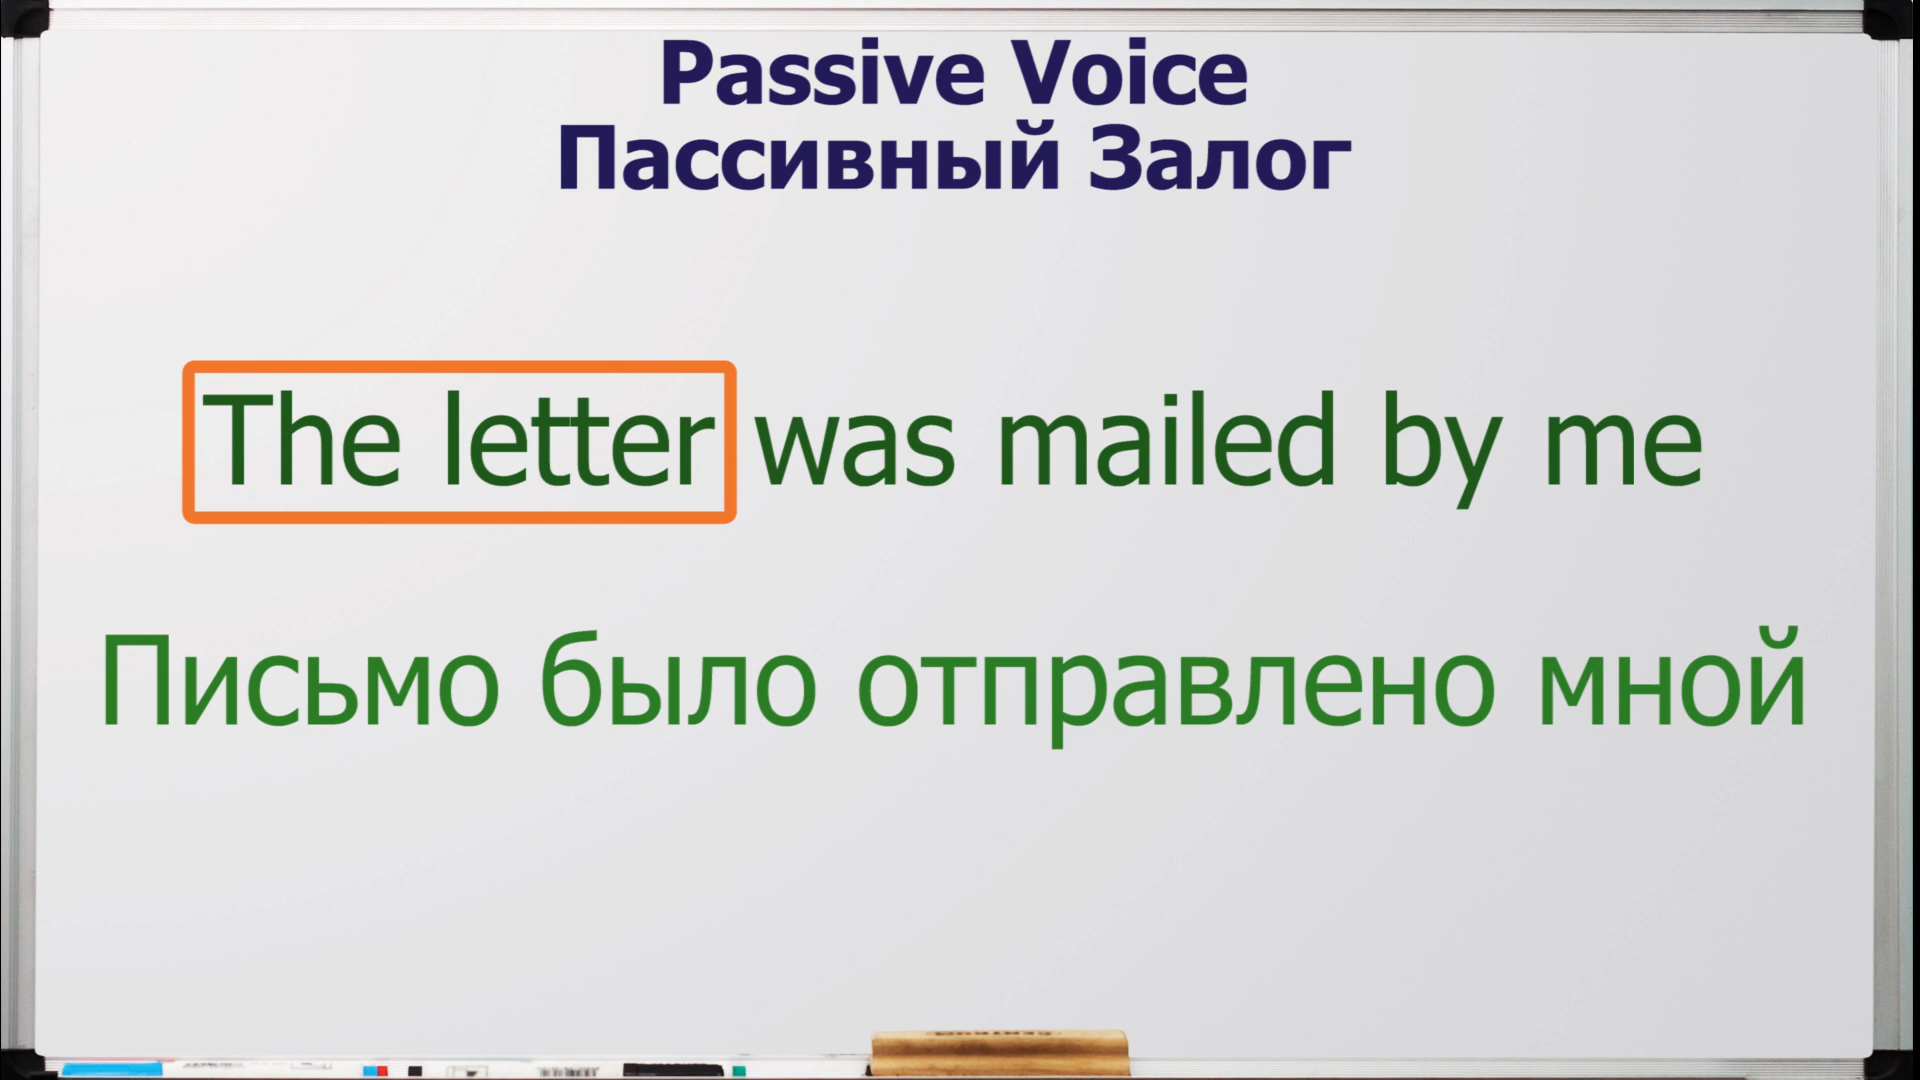 Passive Voice
Пассивный Залог
The letter was mailed by me
Письмо было отправлено мной